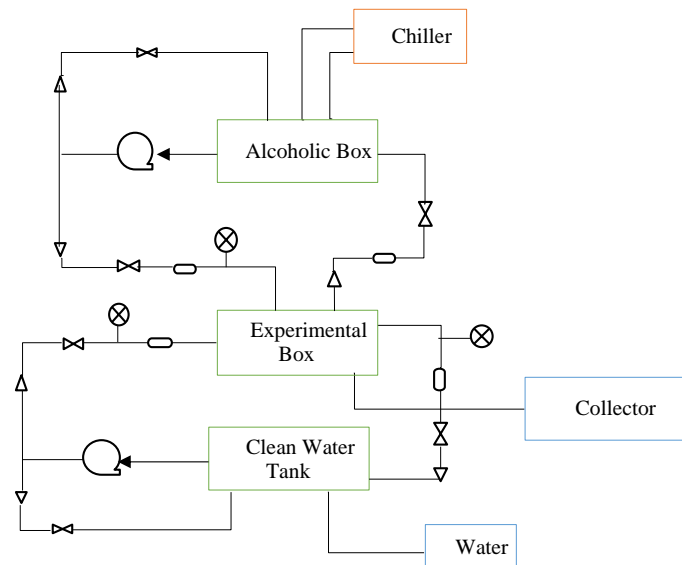 Chiller
Alcoholic Box
Experimental
Box
Collector
Clean Water
Tank
Water